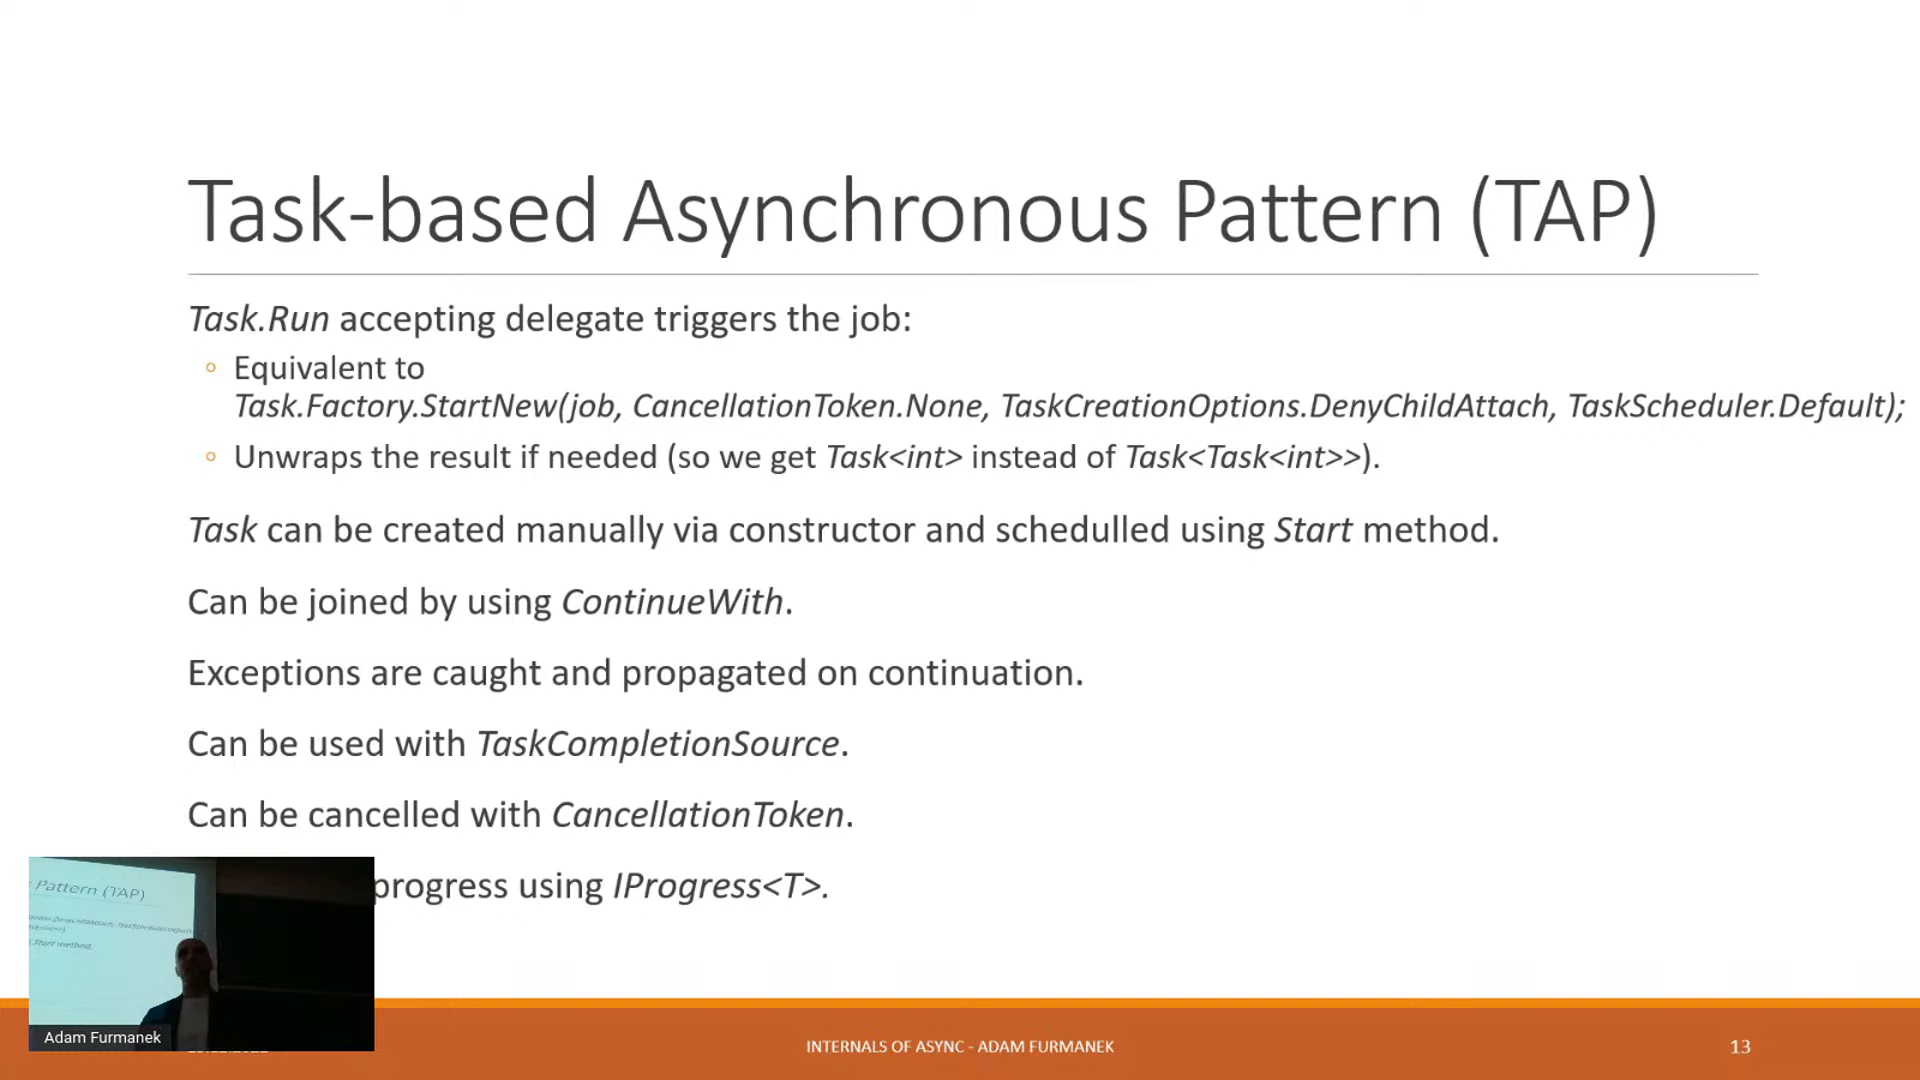 Task-based Asynchronous Pattern (TAP)
Task.Run accepting delegate triggers the job:
◦ Equivalent to
Task.Factory.StartNew(job, CancellationToken.None, TaskCreationOptions.DenyChildAttach, TaskScheduler.Default);
◦ Unwraps the result if needed (so we get Task<int> instead of Task<Task<int>>).
Task can be created manually via constructor and schedulled using Start method.
Can be joined by using ContinueWith.
Exceptions are caught and propagated on continuation.
Can be used with TaskCompletionSource.
Can be cancelled with CancellationToken.
progress using IProgress<T>.
Pattern (TAP)
Start method.
Adam Furmanek
INTERNALS OF ASYNC - ADAM FURMANEK
13